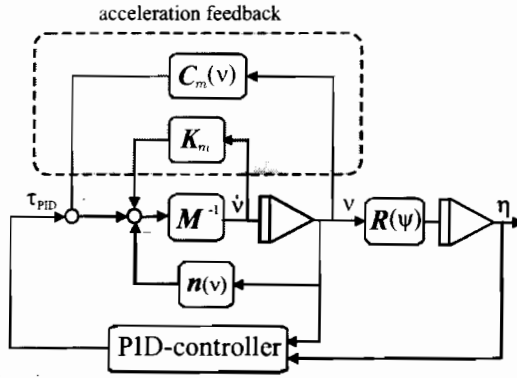 acceleration feedback
C_m(ν)
K_m
τ_PID
M^-1
ν̇
ν
R(ψ)
η
n(ν)
PID-controller